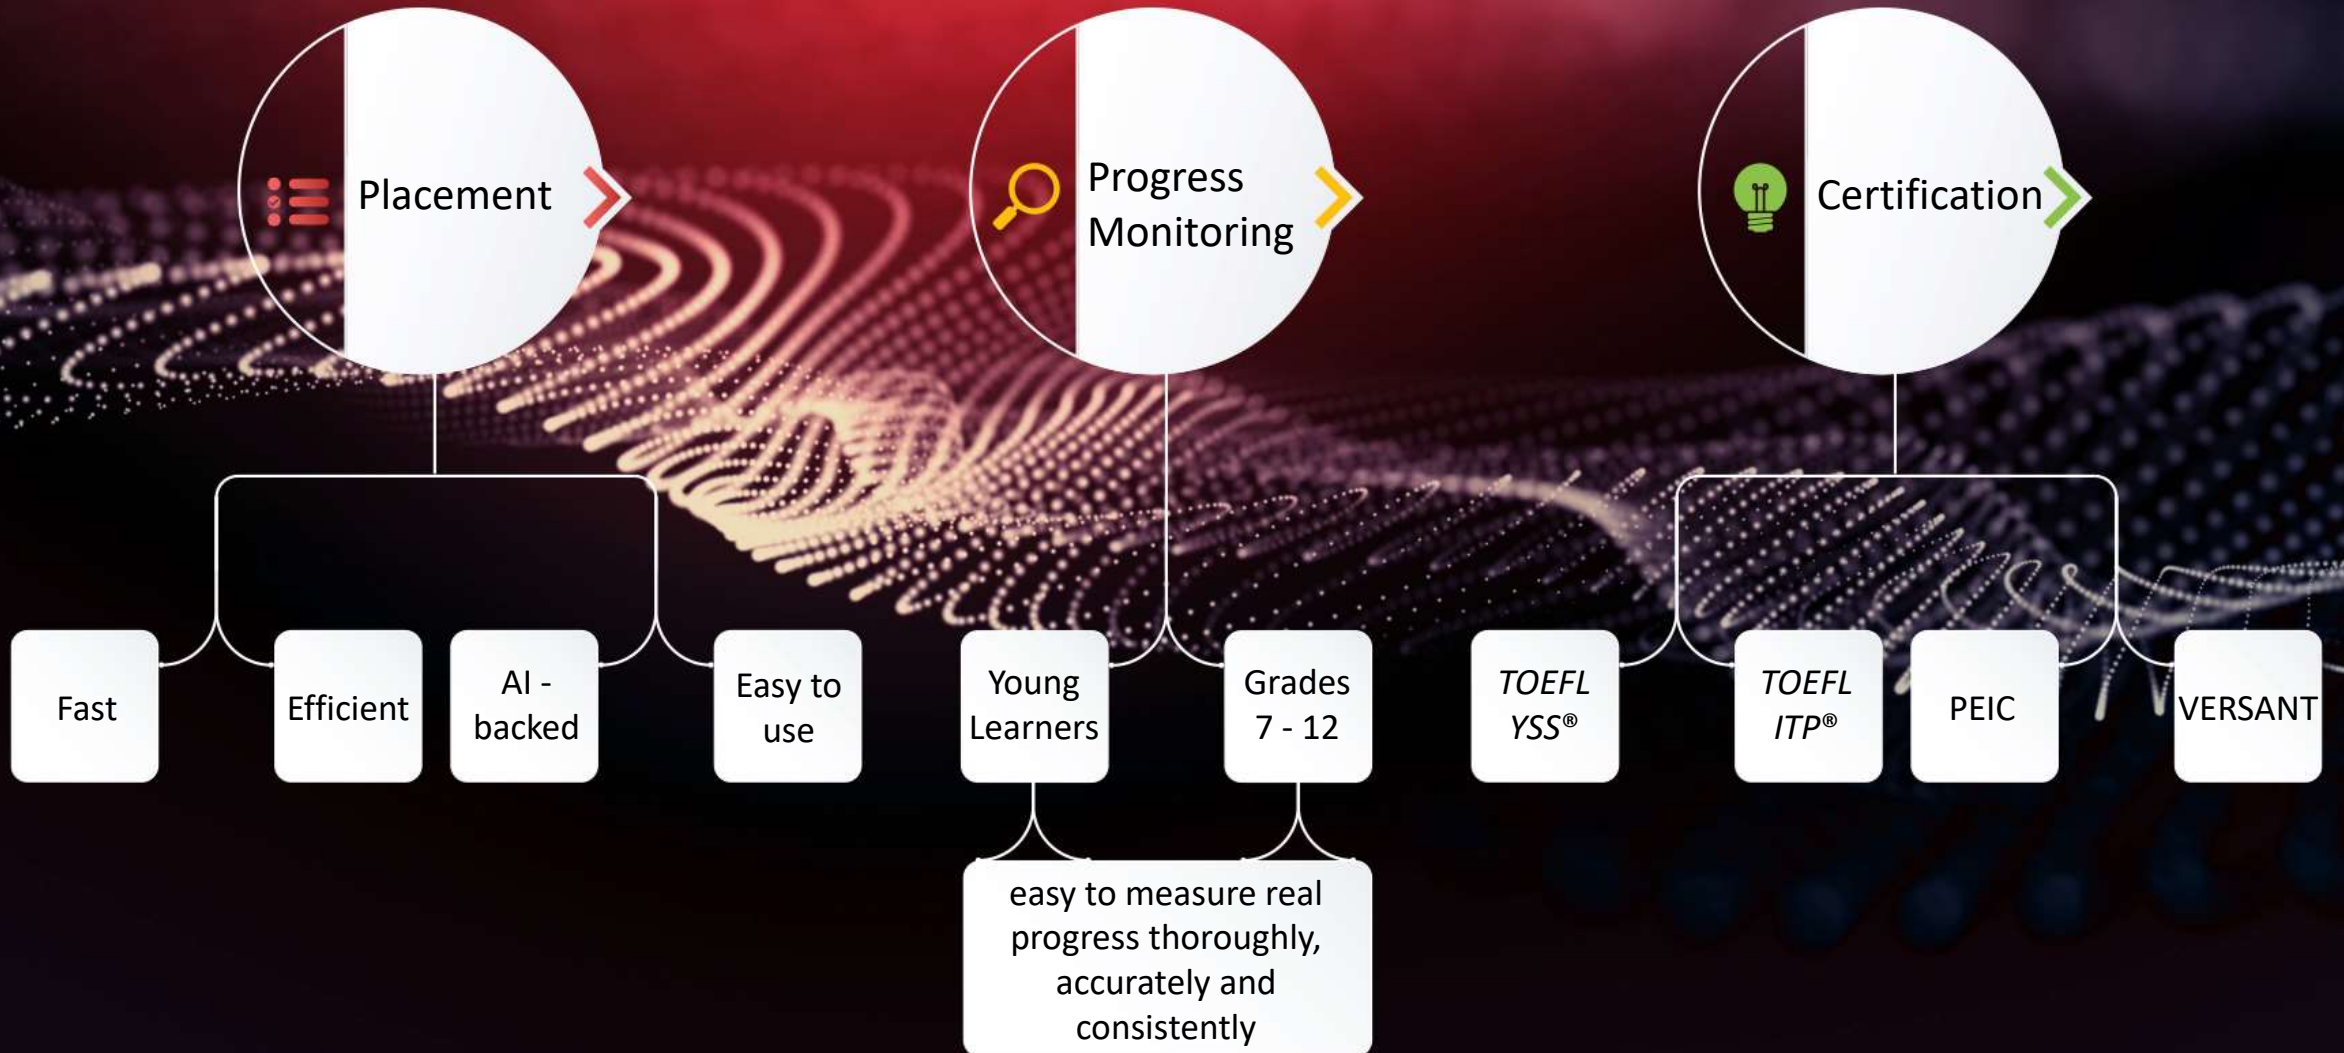 Placement
Progress
Monitoring
Certification
Fast
Efficient
AI -
backed
Easy to
use
Young
Learners
Grades
7 - 12
TOEFL
YSS®
TOEFL
ITP®
PEIC
VERSANT
easy to measure real
progress thoroughly,
accurately and
consistently